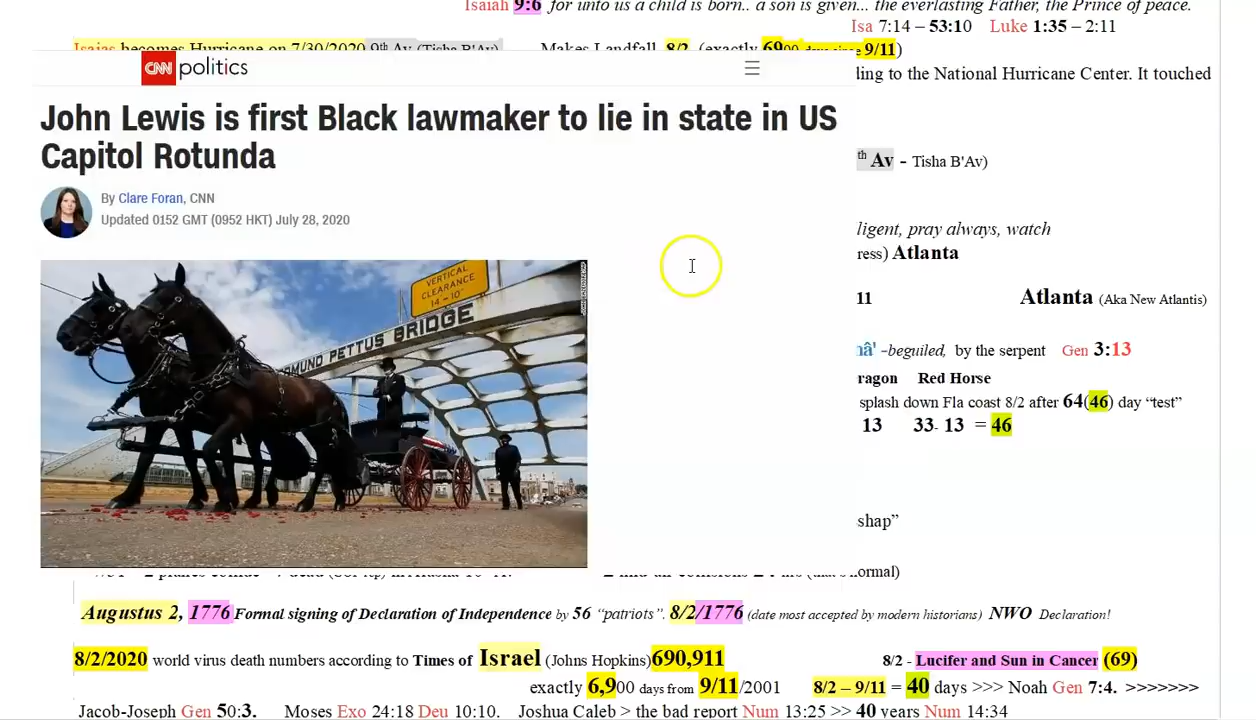 Isaiah 9:6 for unto us a child is born.. a son is given... the everlasting Father, the Prince of peace.
Isa 7:14 – 53:10 Luke 1:35 – 2:11
Isaias becomes Hurricane on 7/30/2020 9th Av (Tisha B'Av) Makes Landfall 8/2 (exactly 6900 days since 9/11)
CNN politics
ling to the National Hurricane Center. It touched
John Lewis is first Black lawmaker to lie in state in US
Capitol Rotunda
th Av - Tisha B'Av)
By Clare Foran, CNN
Updated 0152 GMT (0952 HKT) July 28, 2020
ligent, pray always, watch
ress) Atlanta
VERTICAL
CLEARANCE
14 - 10"
EDMUND PETTUS BRIDGE
11 Atlanta (Aka New Atlantis)
nâ' -beguiled, by the serpent Gen 3:13
ragon Red Horse
splash down Fla coast 8/2 after 64(46) day “test”
13 33- 13 = 46
shap”
normal)
Augustus 2, 1776 Formal signing of Declaration of Independence by 56 “patriots”. 8/2/1776 (date most accepted by modern historians) NWO Declaration!
8/2/2020 world virus death numbers according to Times of Israel (Johns Hopkins)690,911 8/2 - Lucifer and Sun in Cancer (69)
exactly 6,900 days from 9/11/2001 8/2 – 9/11 = 40 days >>> Noah Gen 7:4. >>>>>>>
Jacob-Joseph Gen 50:3. Moses Exo 24:18 Deu 10:10. Joshua Caleb > the bad report Num 13:25 >> 40 years Num 14:34